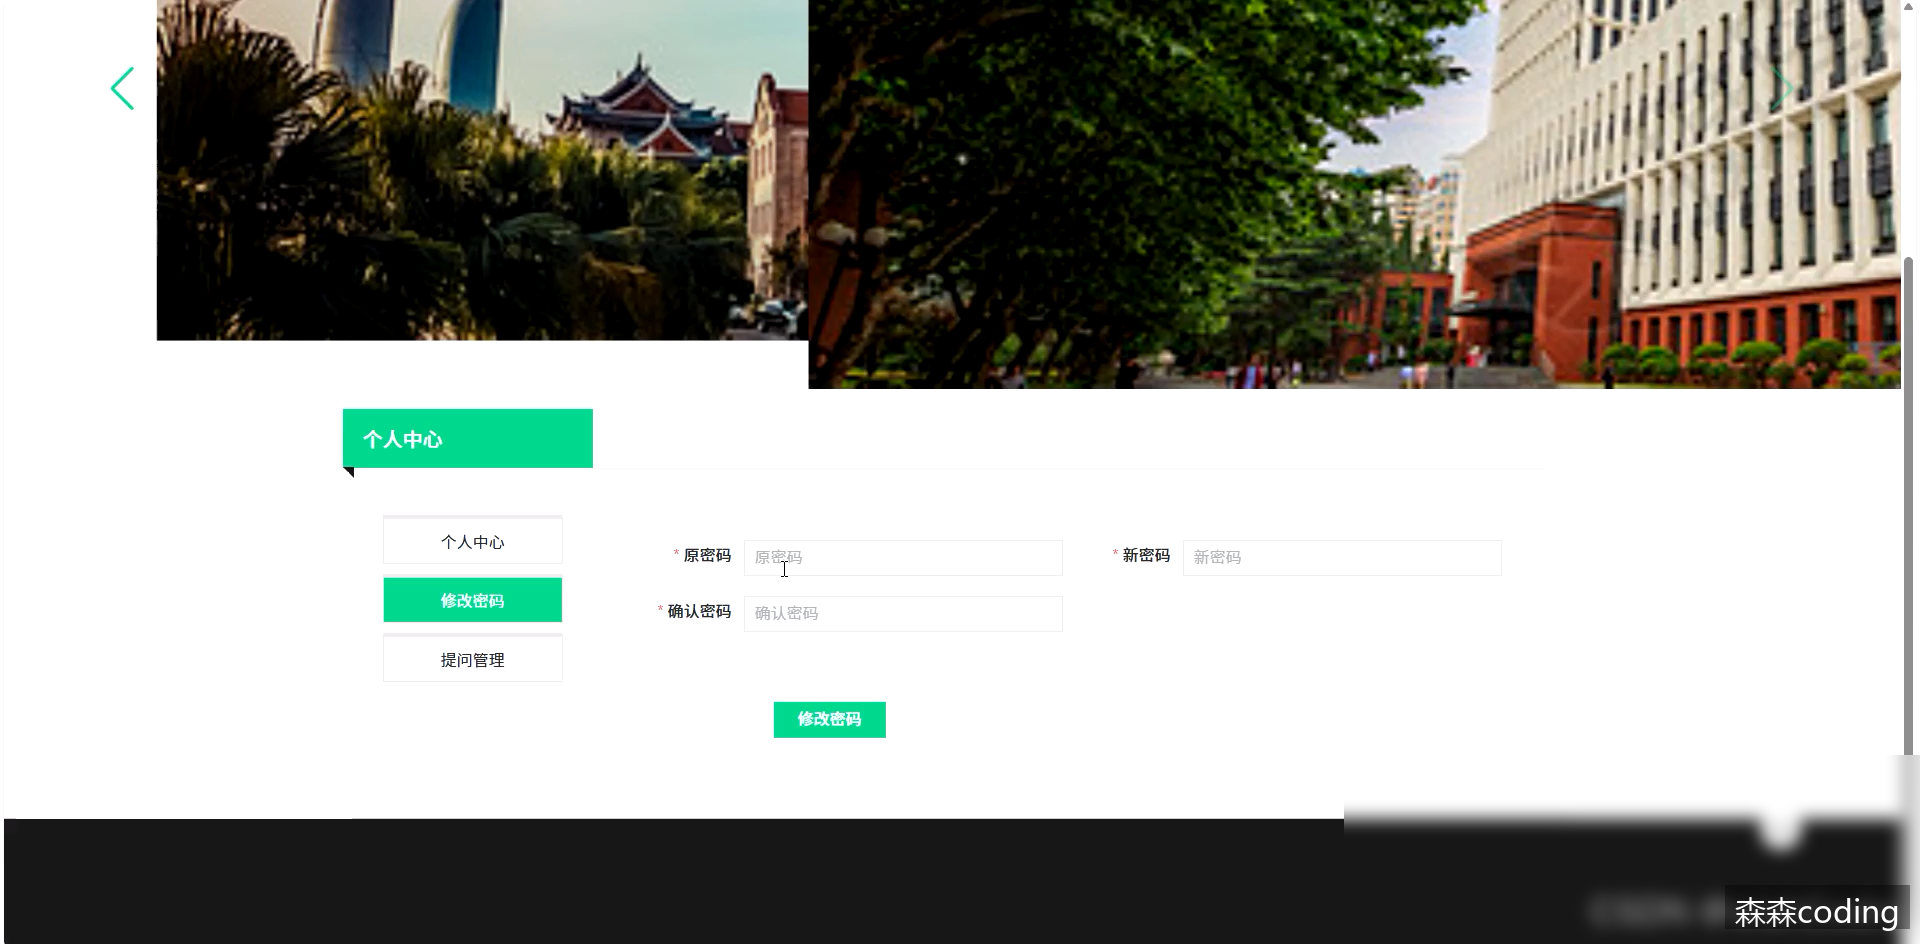 个人中心
个人中心
修改密码
提问管理
* 原密码 原密码
* 新密码 新密码
* 确认密码 确认密码
修改密码
森森coding